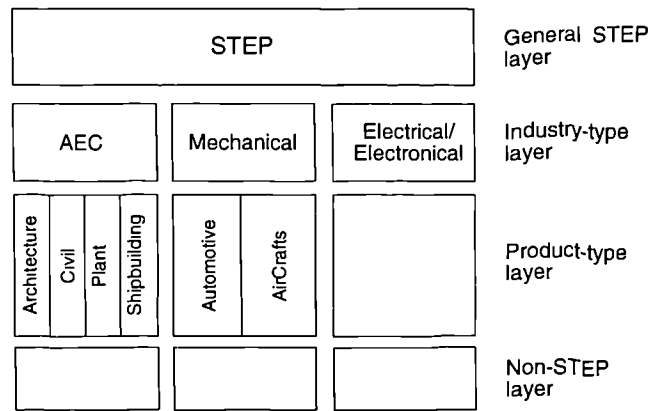 STEP
General STEP
layer
AEC
Mechanical
Electrical/
Electronical
Industry-type
layer
Architecture
Civil
Plant
Shipbuilding
Automotive
AirCrafts
Product-type
layer
Non-STEP
layer